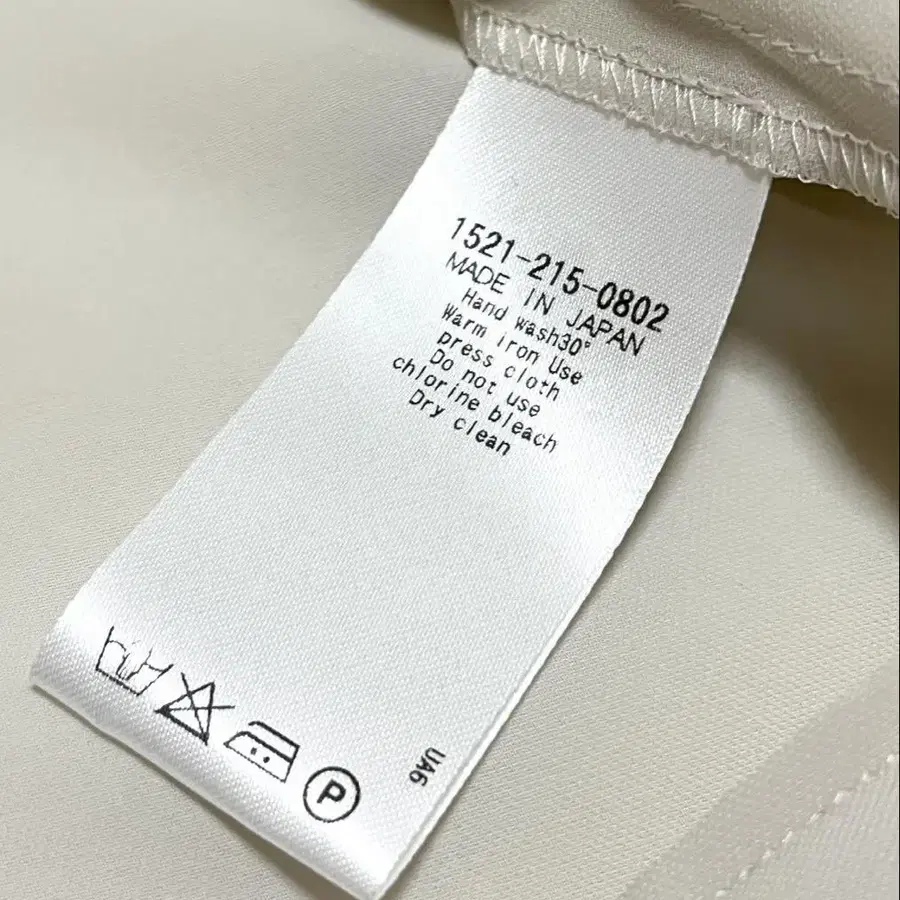 1521-215-0802
MADE IN JAPAN
Hand wash30°
Warm iron Use
press cloth
Do not use
chlorine bleach
Dry clean
P
UA6